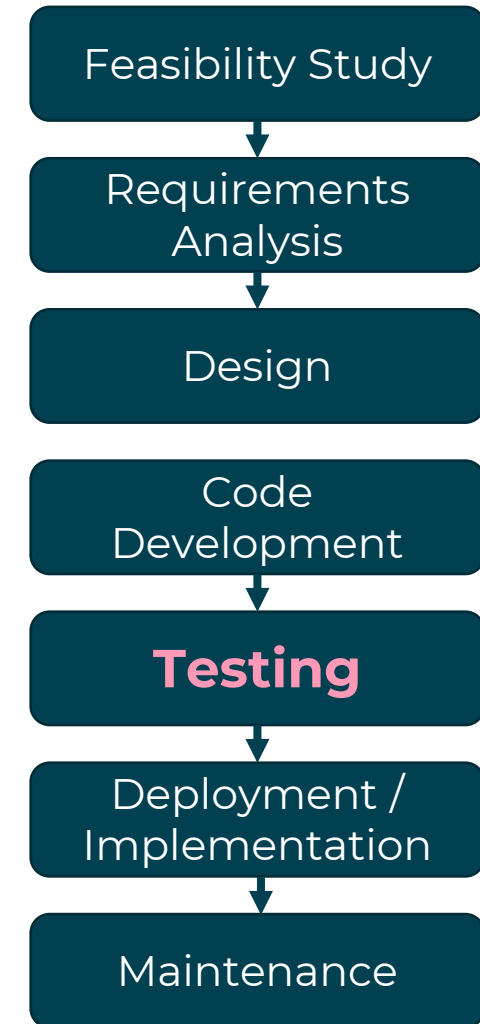 Feasibility Study
Requirements
Analysis
Design
Code
Development
Testing
Deployment /
Implementation
Maintenance